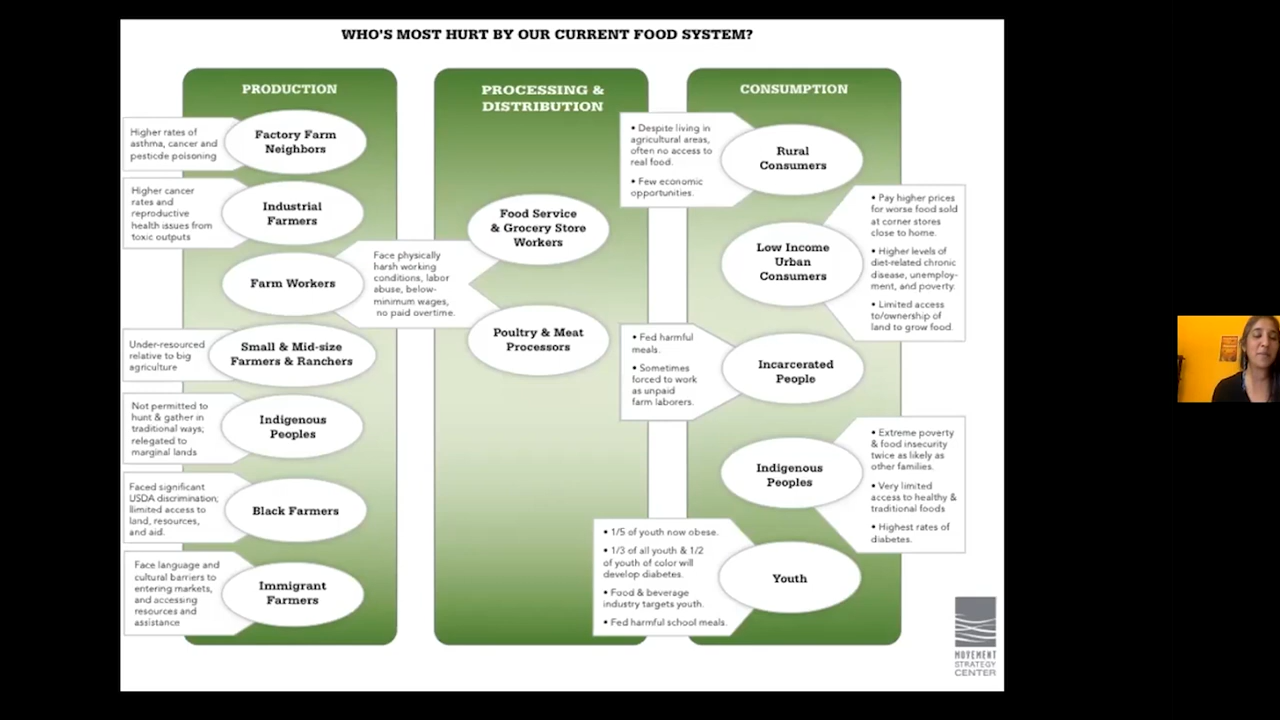 WHO'S MOST HURT BY OUR CURRENT FOOD SYSTEM?
PRODUCTION
Higher rates of
asthma, cancer and
pesticde poisoning
Factory Farm
Neighbors
Higher cancer
rates and
reproductive
health issues from
toxic outputs
Industrial
Farmers
Farm Workers
Face physically
harsh working
conditions, labor
abuse, below-
minimum wages,
no paid overtime.
Under-resourced
relative to big
agriculture
Small & Mid-size
Farmers & Ranchers
Not permitted to
hunt & gather in
traditional ways;
relegated to
marginal lands
Indigenous
Peoples
Faced significant
USDA discrimination;
llimited access to
land, resources,
and aid.
Black Farmers
Face language and
cultural barriers to
entering markets,
and accessing
resources and
assistance
Immigrant
Farmers
PROCESSING &
DISTRIBUTION
Food Service
& Grocery Store
Workers
Poultry & Meat
Processors
CONSUMPTION
• Despite living in
agricultural areas,
often no access to
real food.
• Few economic
opportunities.
Rural
Consumers
Low Income
Urban
Consumers
• Pay higher prices
for worse food sold
at corner stores
close to home.
• Higher levels of
diet-related chronic
disease, unemploy-
ment, and poverty.
• Limited access
to/ownership of
land to grow food.
• Fed harmful
meals.
• Sometimes
forced to work
as unpaid
farm laborers.
Incarcerated
People
Indigenous
Peoples
• Extreme poverty
& food insecurity
twice as likely as
other families.
• Very limited
access to healthy &
traditional foods
• Highest rates of
diabetes.
• 1/5 of youth now obese.
• 1/3 of all youth & 1/2
of youth of color will
develop diabetes.
• Food & beverage
industry targets youth.
• Fed harmful school meals.
Youth
MOVEMENT
STRATEGY
CENTER